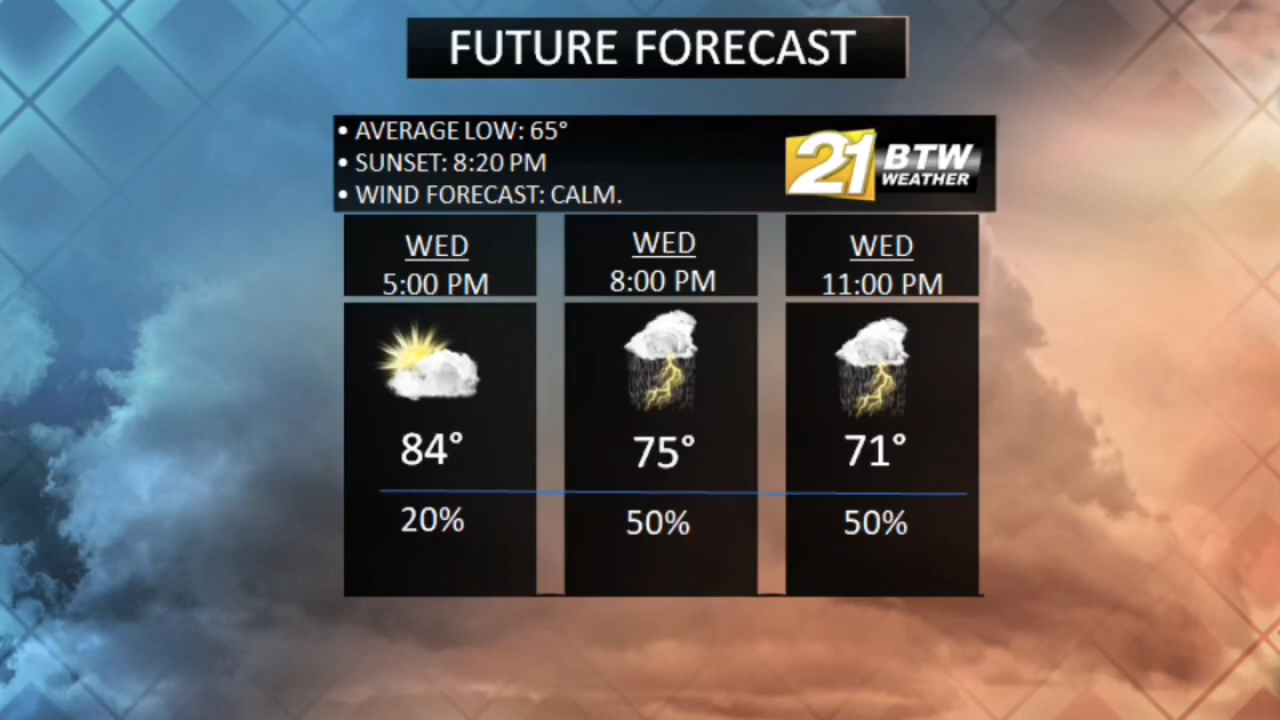 FUTURE FORECAST
• AVERAGE LOW: 65°
• SUNSET: 8:20 PM
• WIND FORECAST: CALM.
21 BTW
WEATHER
WED
5:00 PM
84°
20%
WED
8:00 PM
75°
50%
WED
11:00 PM
71°
50%